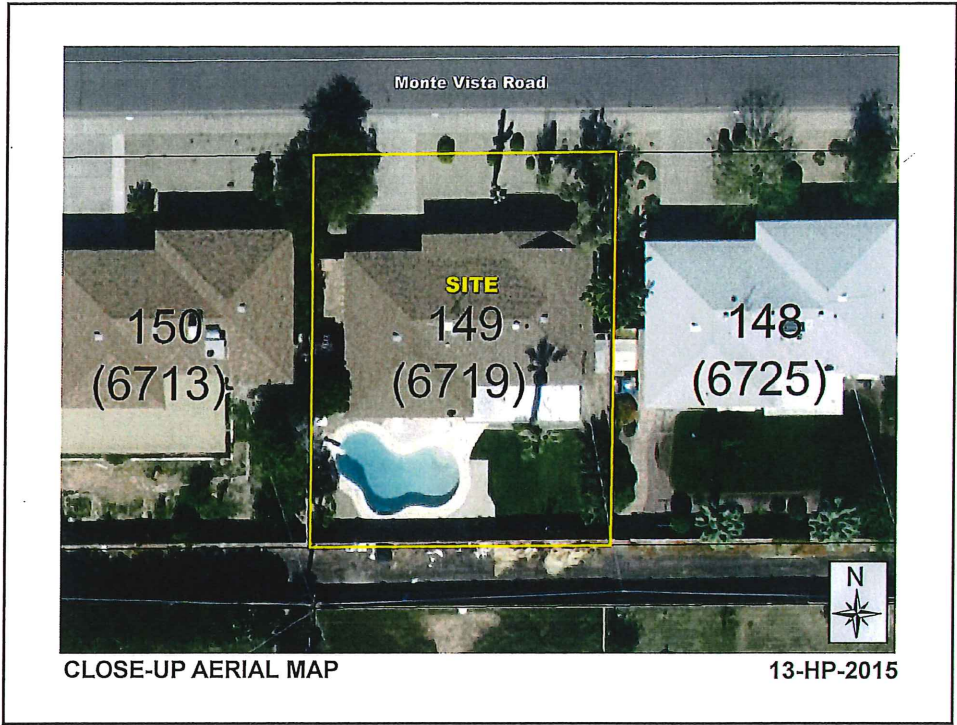 Monte Vista Road
SITE
150
(6713)
149
(6719)
148
(6725)
N
CLOSE-UP AERIAL MAP
13-HP-2015